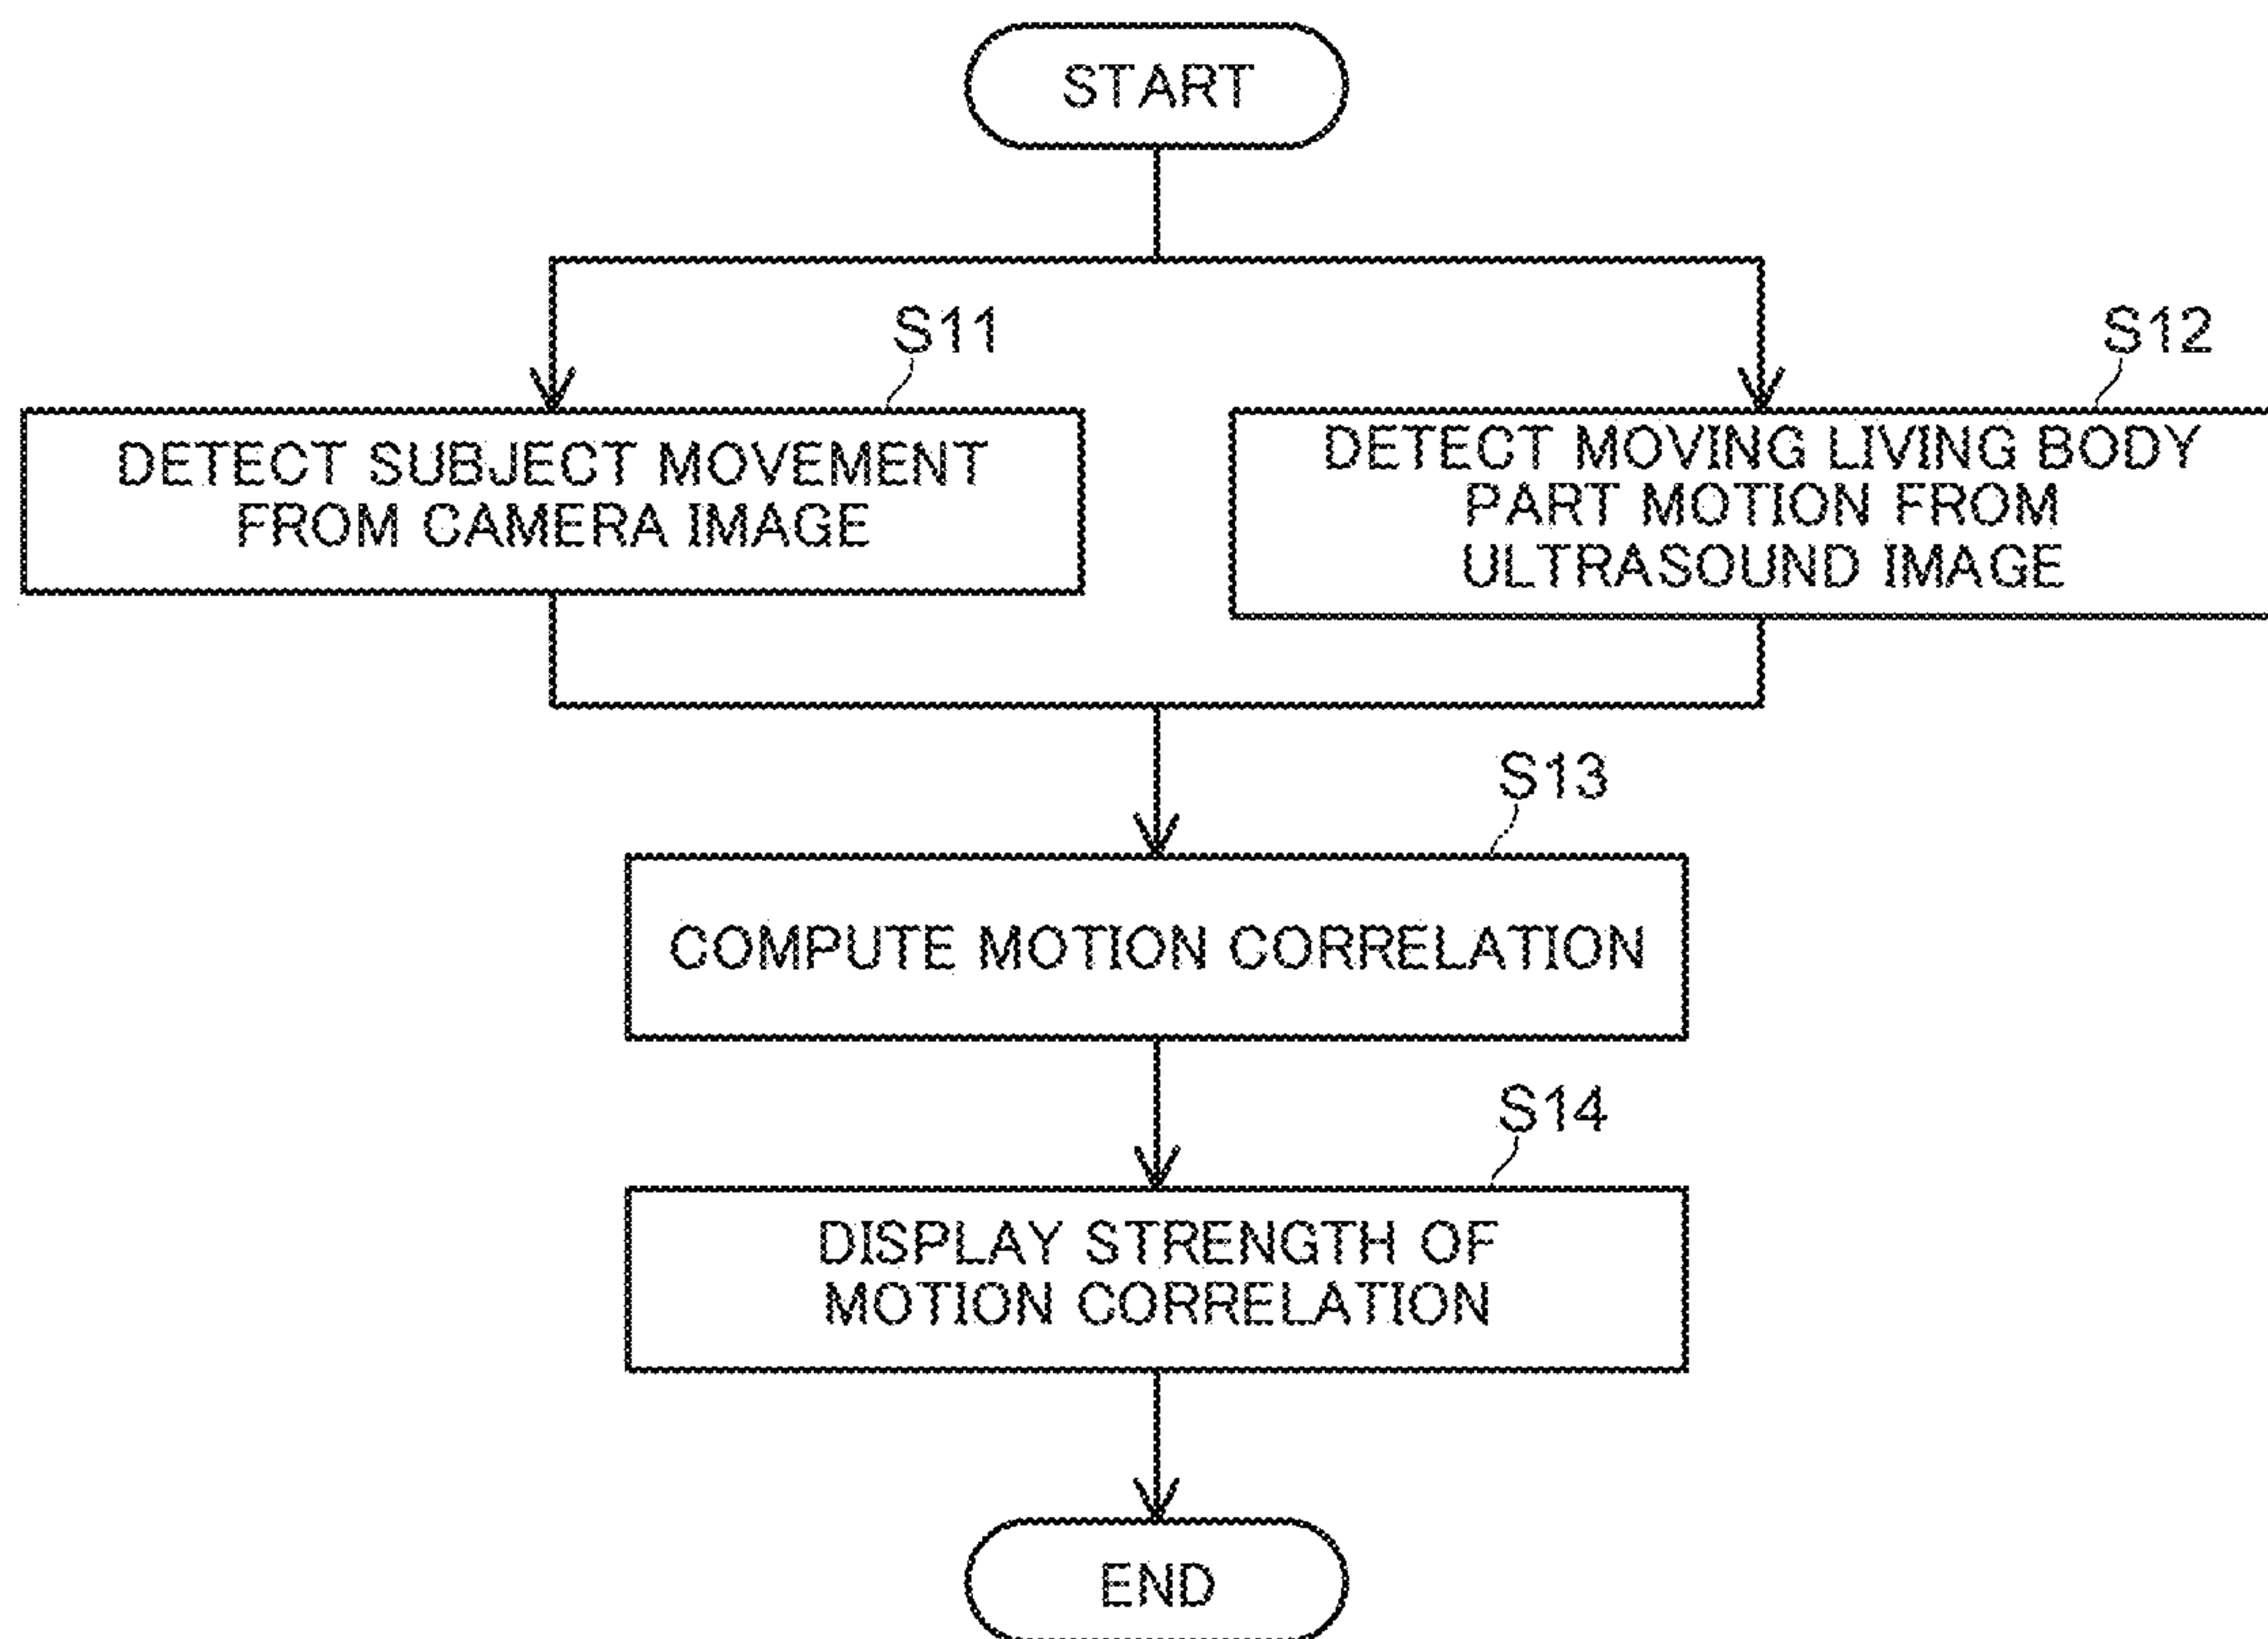 START
S11
DETECT SUBJECT MOVEMENT
FROM CAMERA IMAGE
S12
DETECT MOVING LIVING BODY
PART MOTION FROM
ULTRASOUND IMAGE
S13
COMPUTE MOTION CORRELATION
S14
DISPLAY STRENGTH OF
MOTION CORRELATION
END